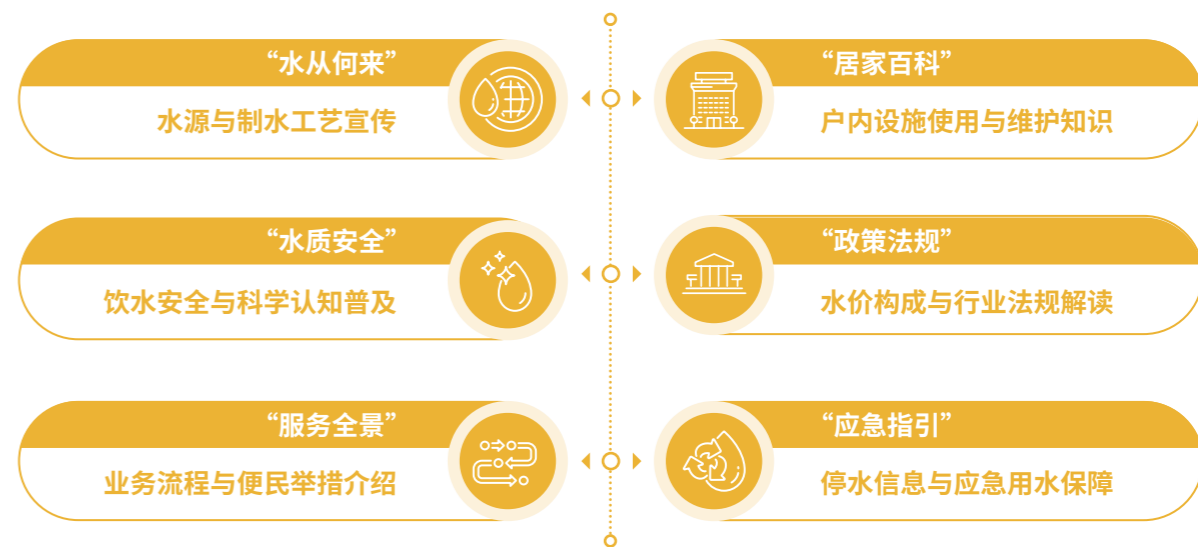 “水从何来”
水源与制水工艺宣传
“居家百科”
户内设施使用与维护知识
“水质安全”
饮水安全与科学认知普及
“政策法规”
水价构成与行业法规解读
“服务全景”
业务流程与便民举措介绍
“应急指引”
停水信息与应急用水保障